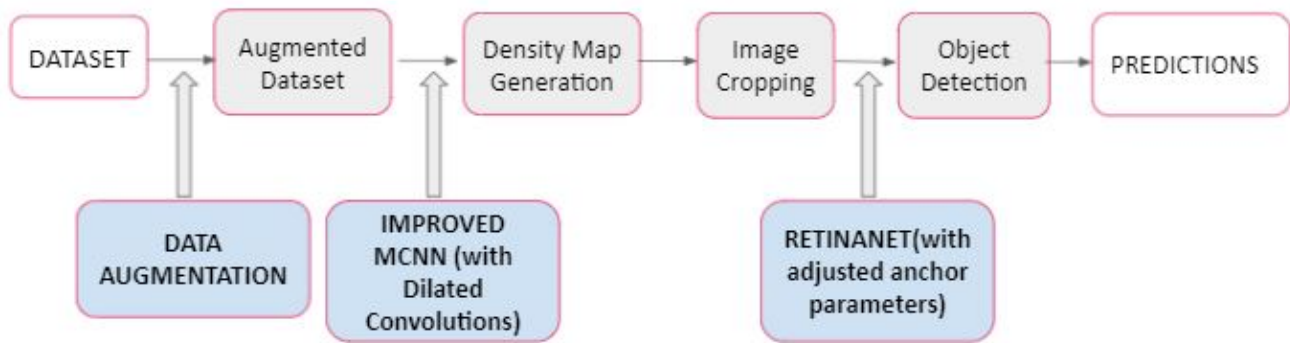 DATASET
Augmented
Dataset
Density Map
Generation
Image
Cropping
Object
Detection
PREDICTIONS
DATA
AUGMENTATION
IMPROVED
MCNN (with
Dilated
Convolutions)
RETINANET(with
adjusted anchor
parameters)